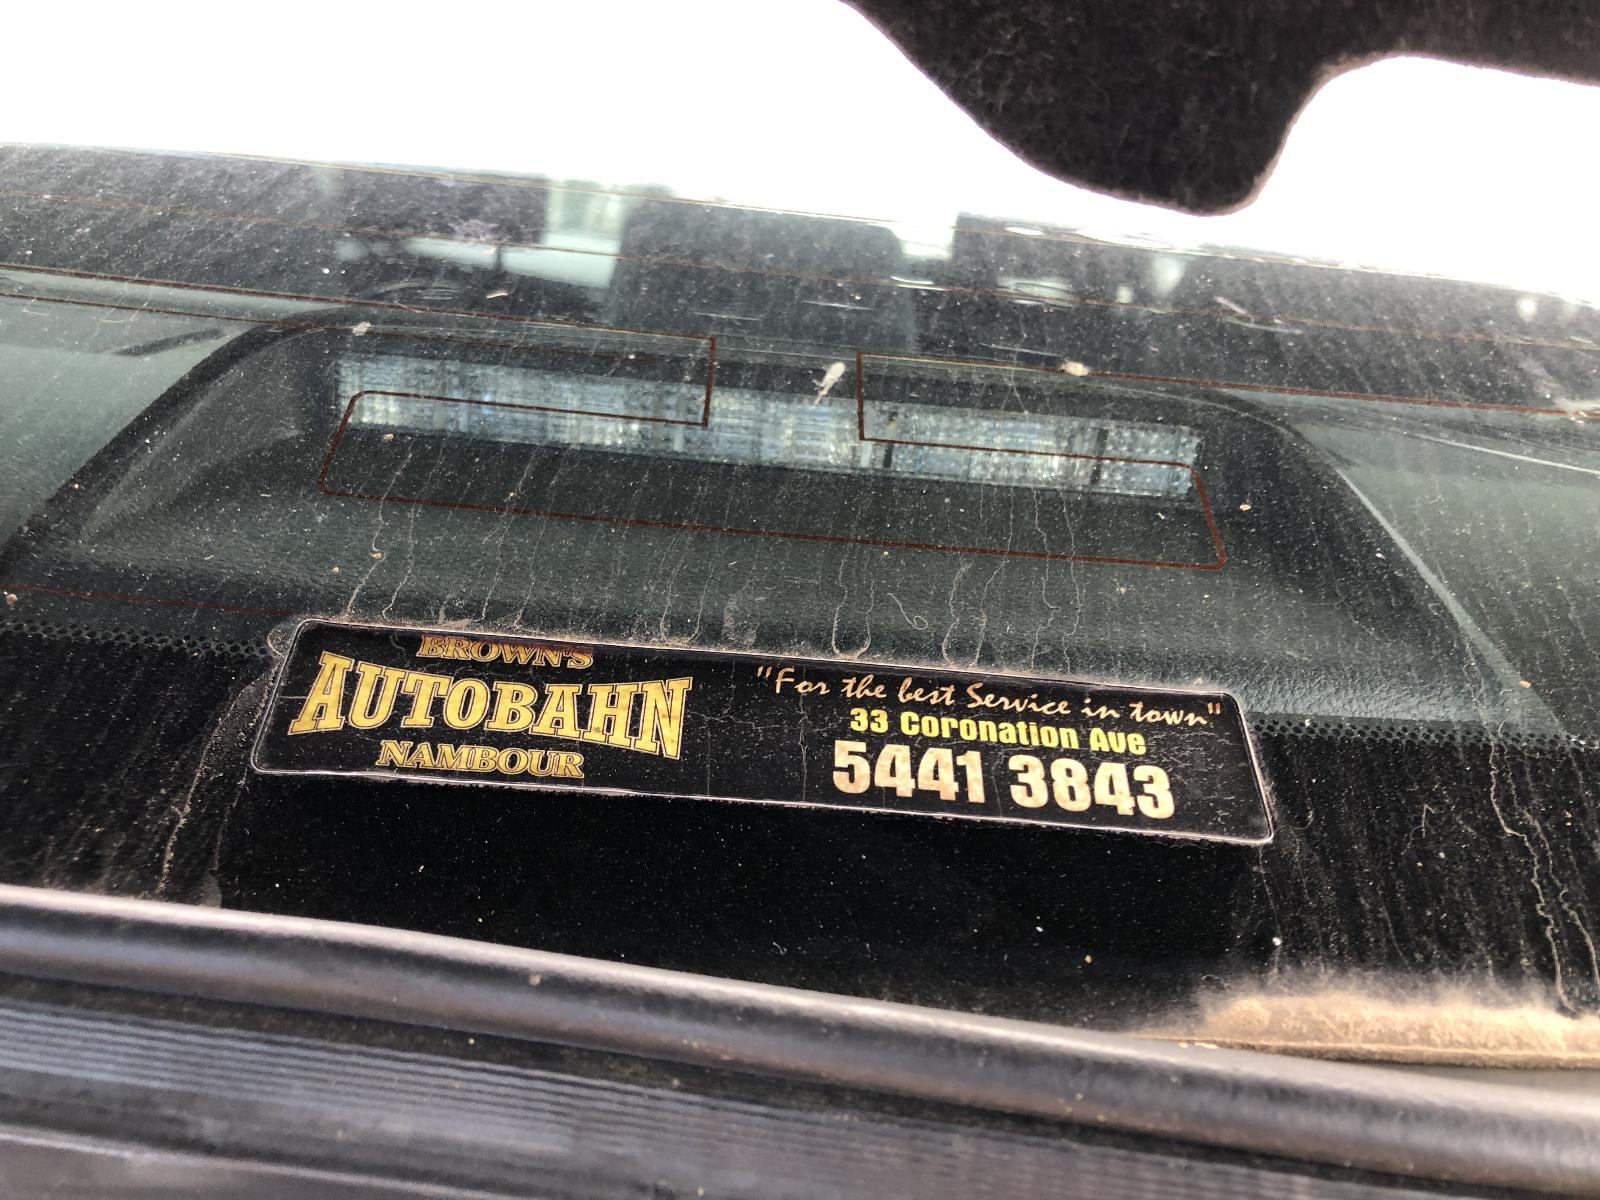 BROWN'S
AUTOBAHN
NAMBOUR
"For the best Service in town"
33 Coronation Ave
5441 3843